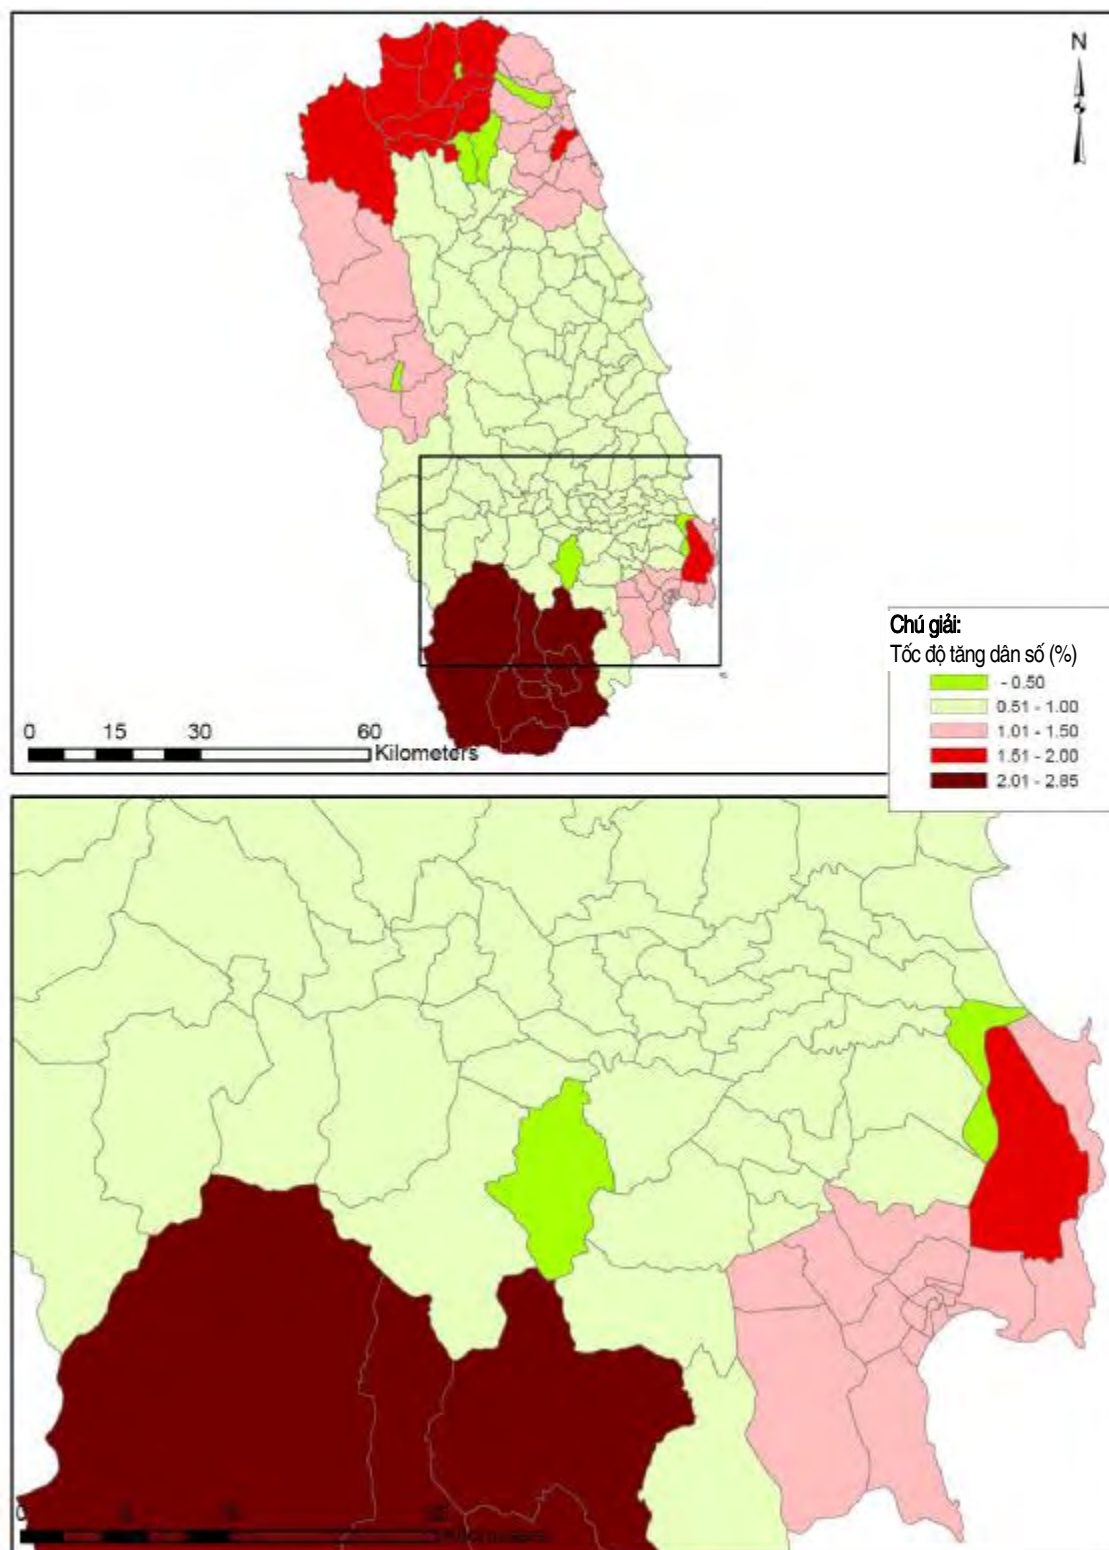 N
Chú giải:
Tốc độ tăng dân số (%)
- 0.50
0.51 - 1.00
1.01 - 1.50
1.51 - 2.00
2.01 - 2.85
0 15 30 60
Kilometers
0